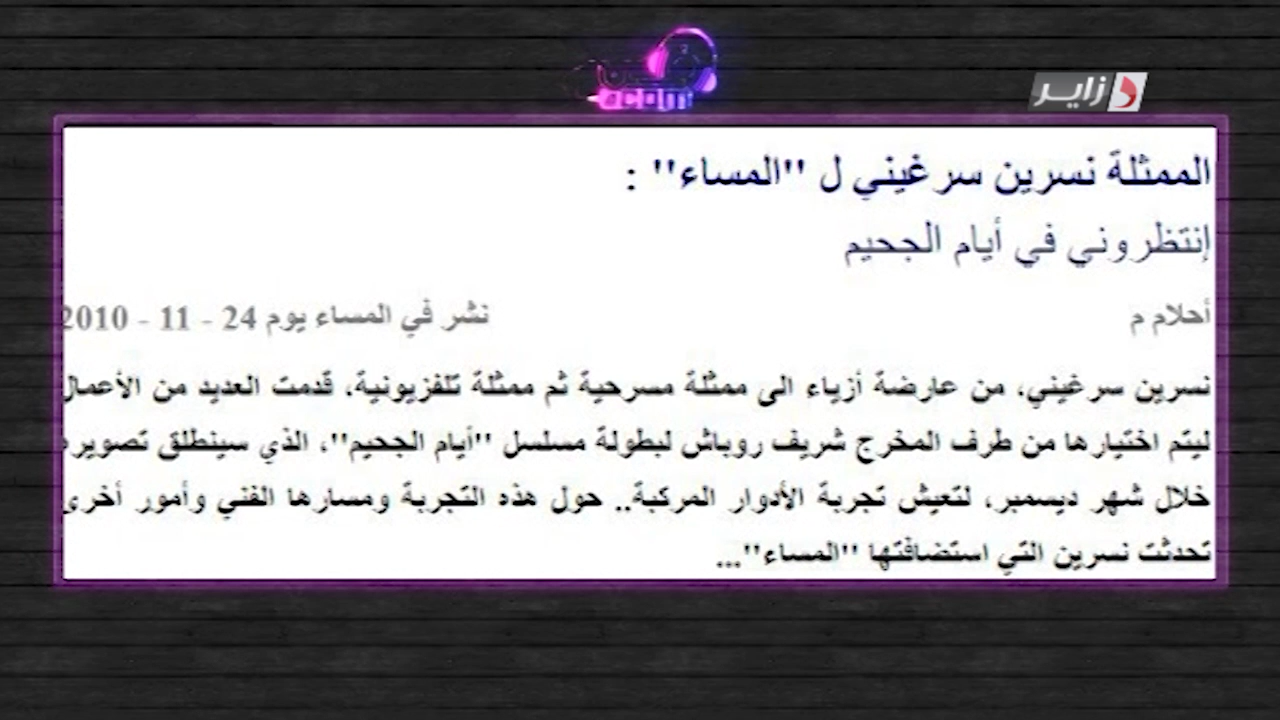 زاير
acom
الممثلة نسرين سرغيني ل ''المساء'' :
إنتظروني في أيام الجحيم
أحلام م
نشر في المساء يوم 24 - 11 - 2010
نسرين سرغيني، من عارضة أزياء الى ممثلة مسرحية ثم ممثلة تلفزيونية، قدمت العديد من الأعمال
ليتم اختيارها من طرف المخرج شريف روباش لبطولة مسلسل ''أيام الجحيم''، الذي سينطلق تصويره
خلال شهر ديسمبر، لتعيش تجربة الأدوار المركبة.. حول هذه التجربة ومسارها الفني وأمور أخرى
تحدثت نسرين التي استضافتها ''المساء''...